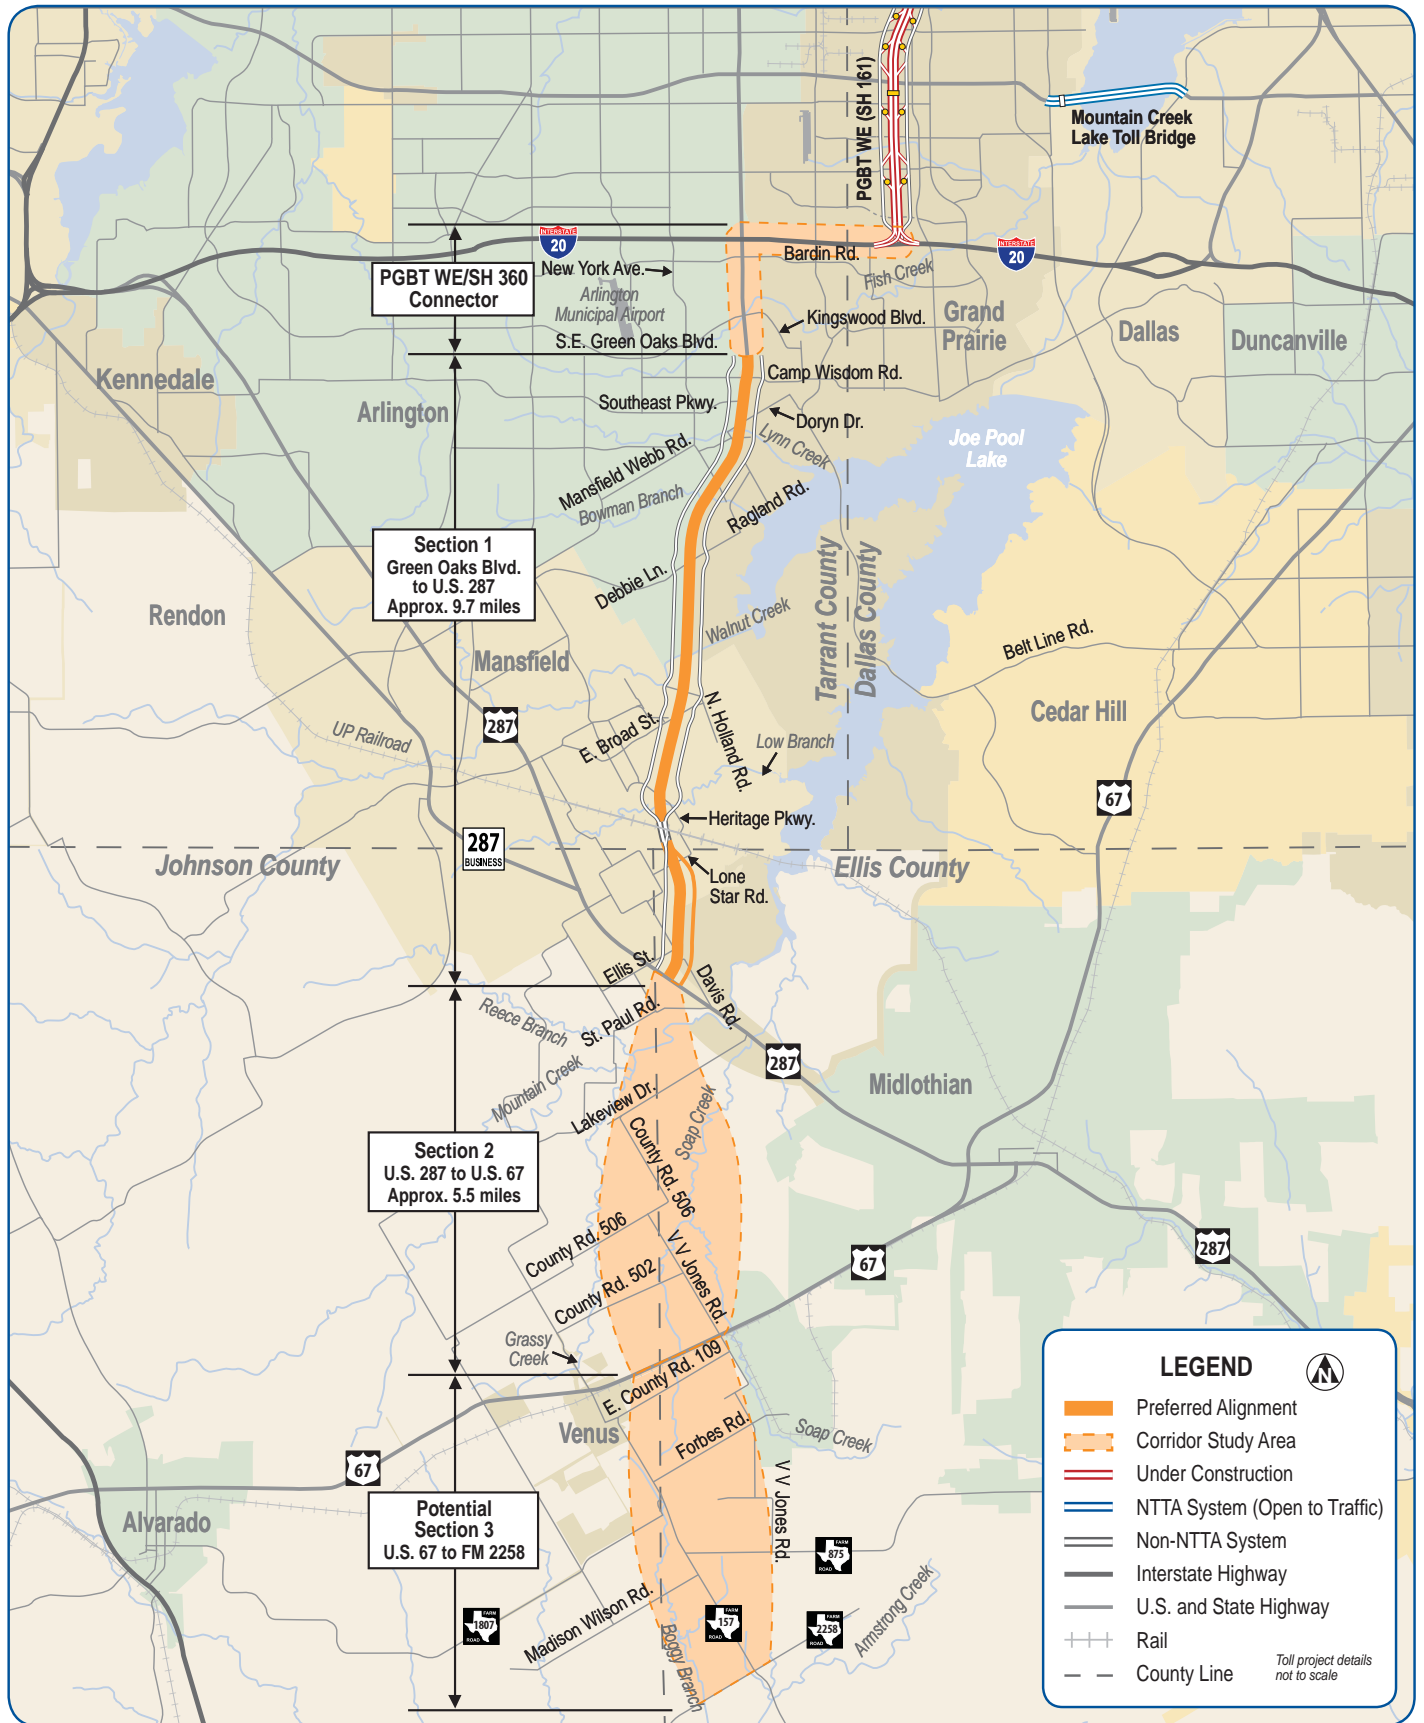 PGBT WE (SH 161)
Mountain Creek
Lake Toll Bridge
INTERSTATE
20
INTERSTATE
20
PGBT WE/SH 360
Connector
New York Ave.
Bardin Rd.
Fish Creek
Arlington
Municipal Airport
Kingswood Blvd.
Grand
Prairie
Dallas
Duncanville
S.E. Green Oaks Blvd.
Kennedale
Camp Wisdom Rd.
Arlington
Southeast Pkwy.
Doryn Dr.
Lynn Creek
Joe Pool
Lake
Mansfield Webb Rd.
Bowman Branch
Ragland Rd.
Section 1
Green Oaks Blvd.
to U.S. 287
Approx. 9.7 miles
Debbie Ln.
Tarrant County
Dallas County
Rendon
Walnut Creek
Belt Line Rd.
Mansfield
287
N. Holland Rd.
E. Broad St.
Cedar Hill
UP Railroad
Low Branch
67
Heritage Pkwy.
287
BUSINESS
Johnson County
Ellis County
Lone
Star Rd.
Ellis St.
Davis Rd.
Reece Branch
St. Paul Rd.
287
Mountain Creek
Midlothian
Lakeview Dr.
Soap Creek
County Rd. 506
Section 2
U.S. 287 to U.S. 67
Approx. 5.5 miles
County Rd. 506
V V Jones Rd.
287
67
County Rd. 502
Grassy
Creek
E. County Rd. 109
Venus
Forbes Rd.
Soap Creek
67
V V Jones Rd.
Alvarado
Potential
Section 3
U.S. 67 to FM 2258
FARM
875
ROAD
Madison Wilson Rd.
FARM
1807
ROAD
FARM
157
ROAD
FARM
2258
ROAD
Armstrong Creek
Boggy Branch
LEGEND
N
Preferred Alignment
Corridor Study Area
Under Construction
NTTA System (Open to Traffic)
Non-NTTA System
Interstate Highway
U.S. and State Highway
Rail
County Line
Toll project details
not to scale